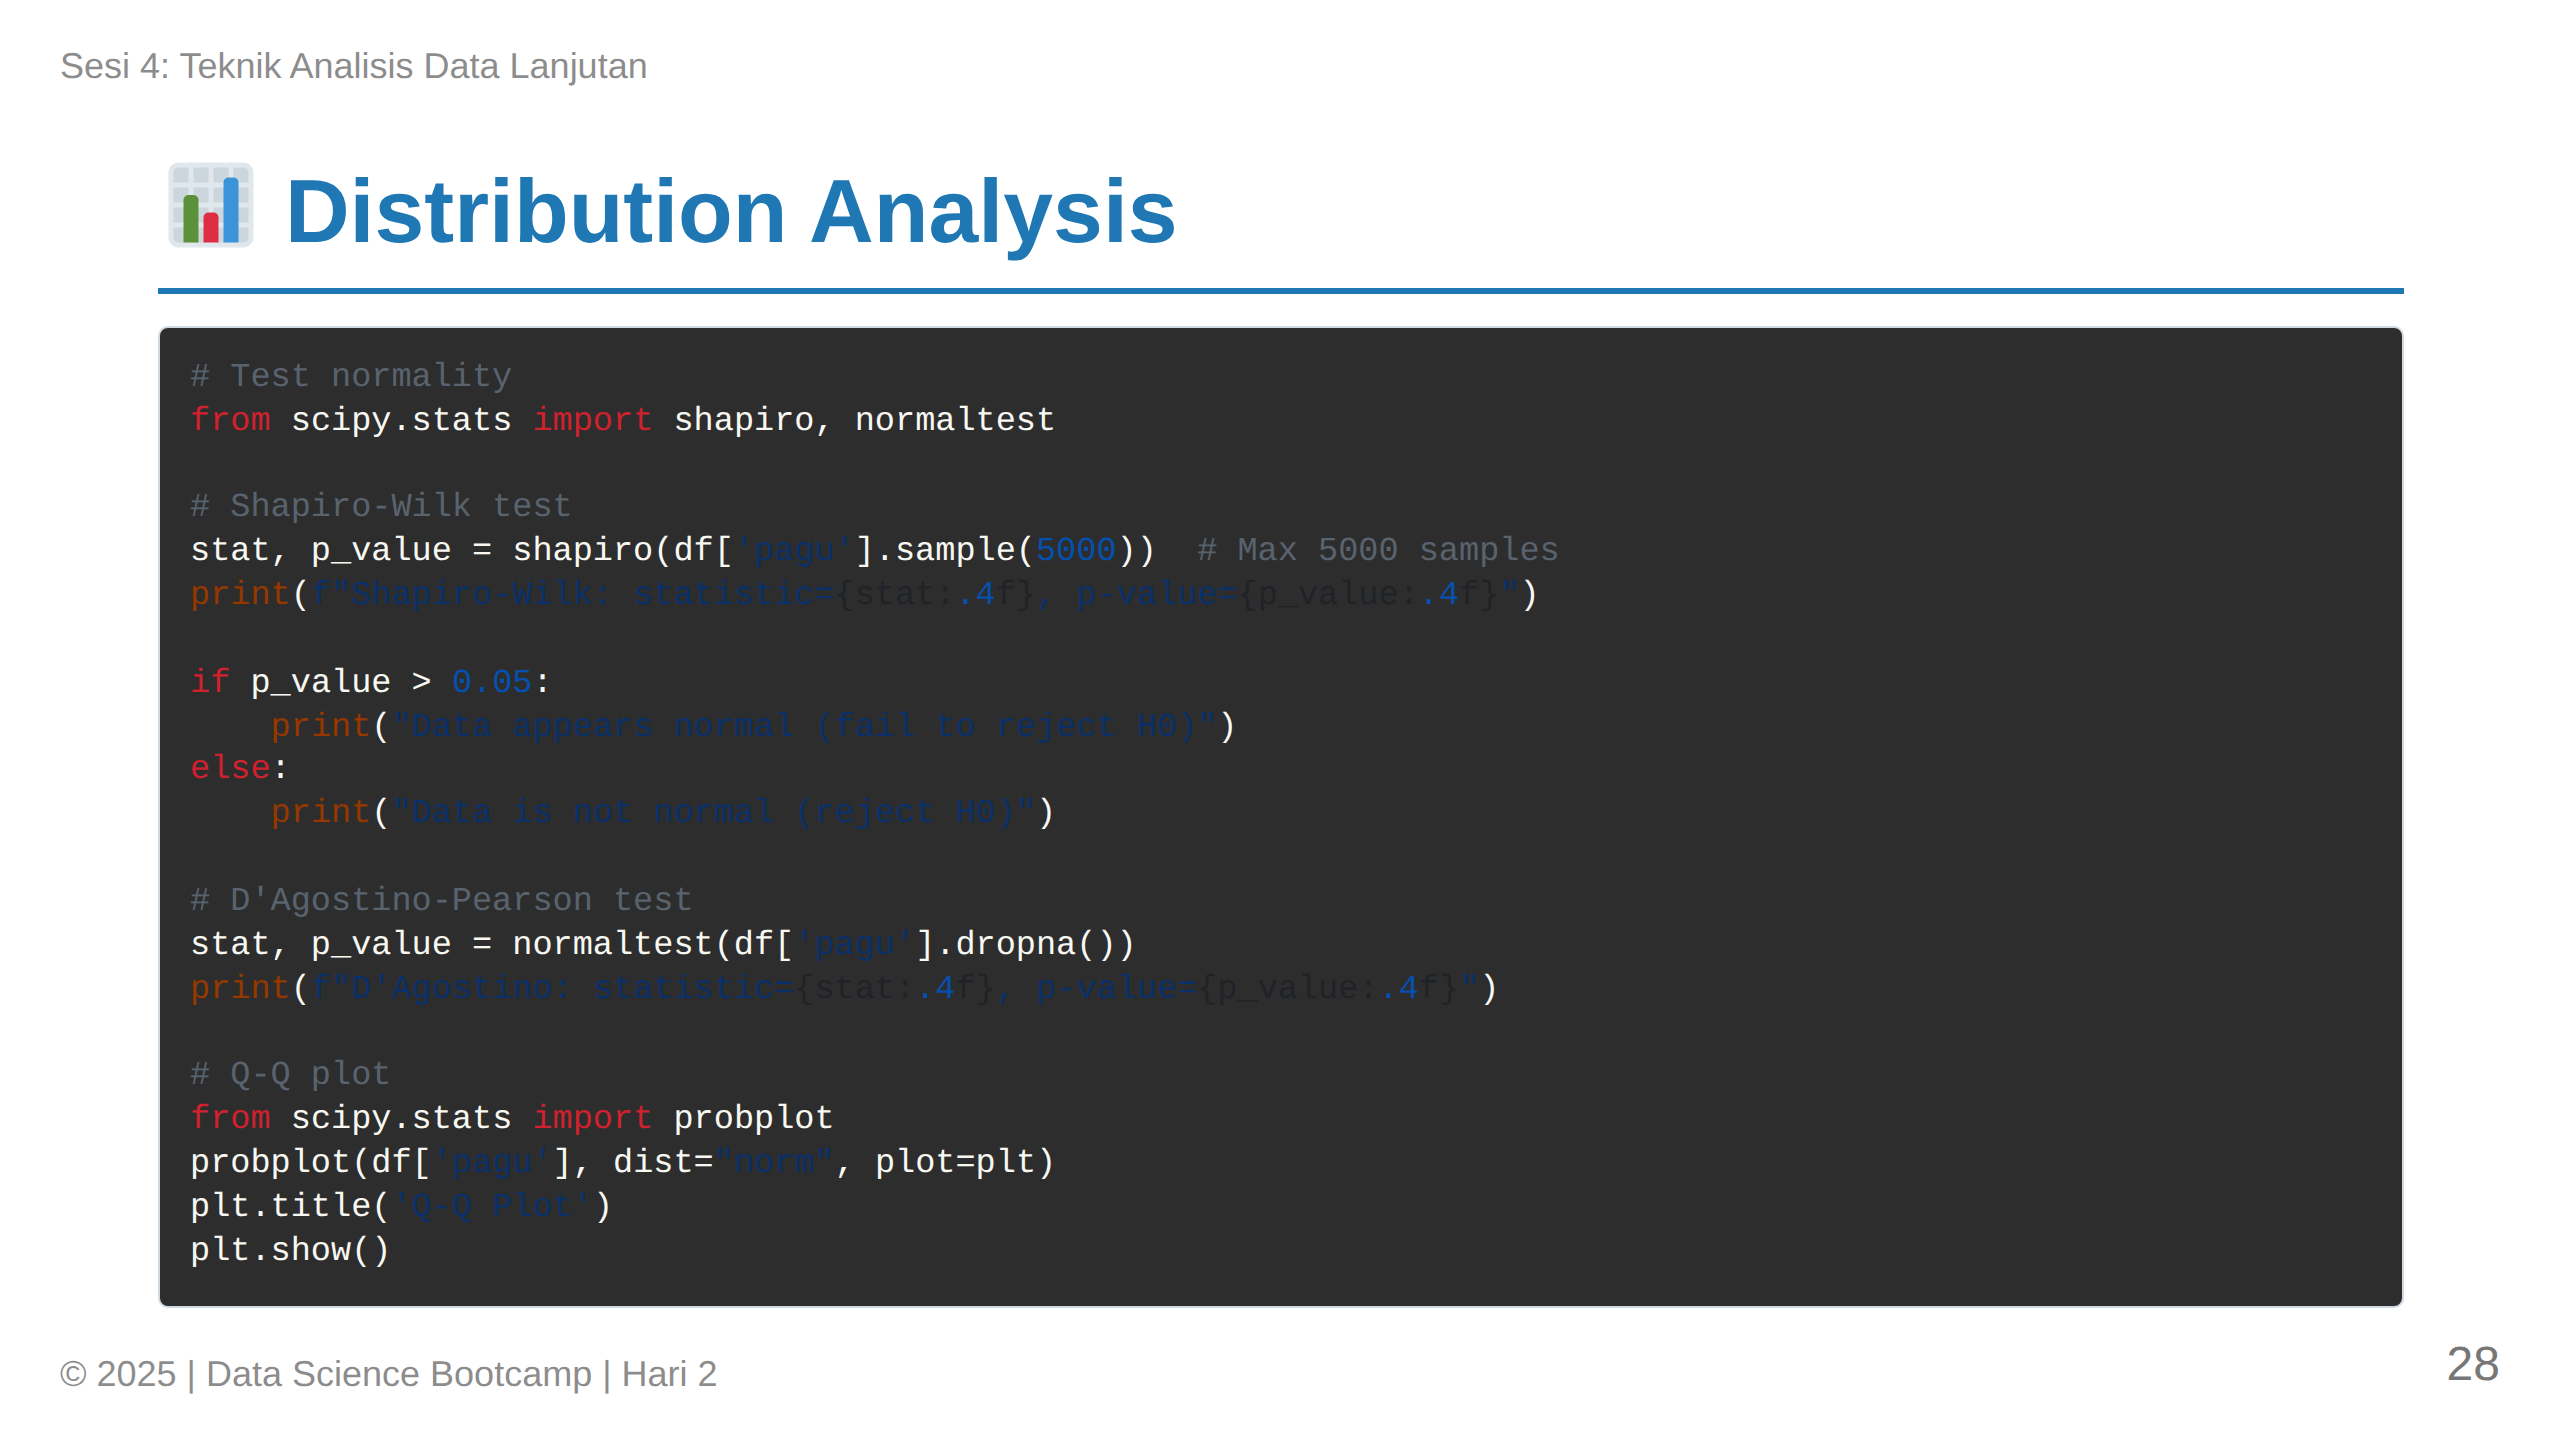 Sesi 4: Teknik Analisis Data Lanjutan
Distribution Analysis
# Test normality
from scipy.stats import shapiro, normaltest
# Shapiro-Wilk test
stat, p_value = shapiro(df['pagu'].sample(5000))  # Max 5000 samples
print(f"Shapiro-Wilk: statistic={stat:.4f}, p-value={p_value:.4f}")
if p_value > 0.05:
    print("Data appears normal (fail to reject H0)")
else:
    print("Data is not normal (reject H0)")
# D'Agostino-Pearson test
stat, p_value = normaltest(df['pagu'].dropna())
print(f"D'Agostino: statistic={stat:.4f}, p-value={p_value:.4f}")
# Q-Q plot
from scipy.stats import probplot
probplot(df['pagu'], dist="norm", plot=plt)
plt.title('Q-Q Plot')
plt.show()
© 2025 | Data Science Bootcamp | Hari 2
28